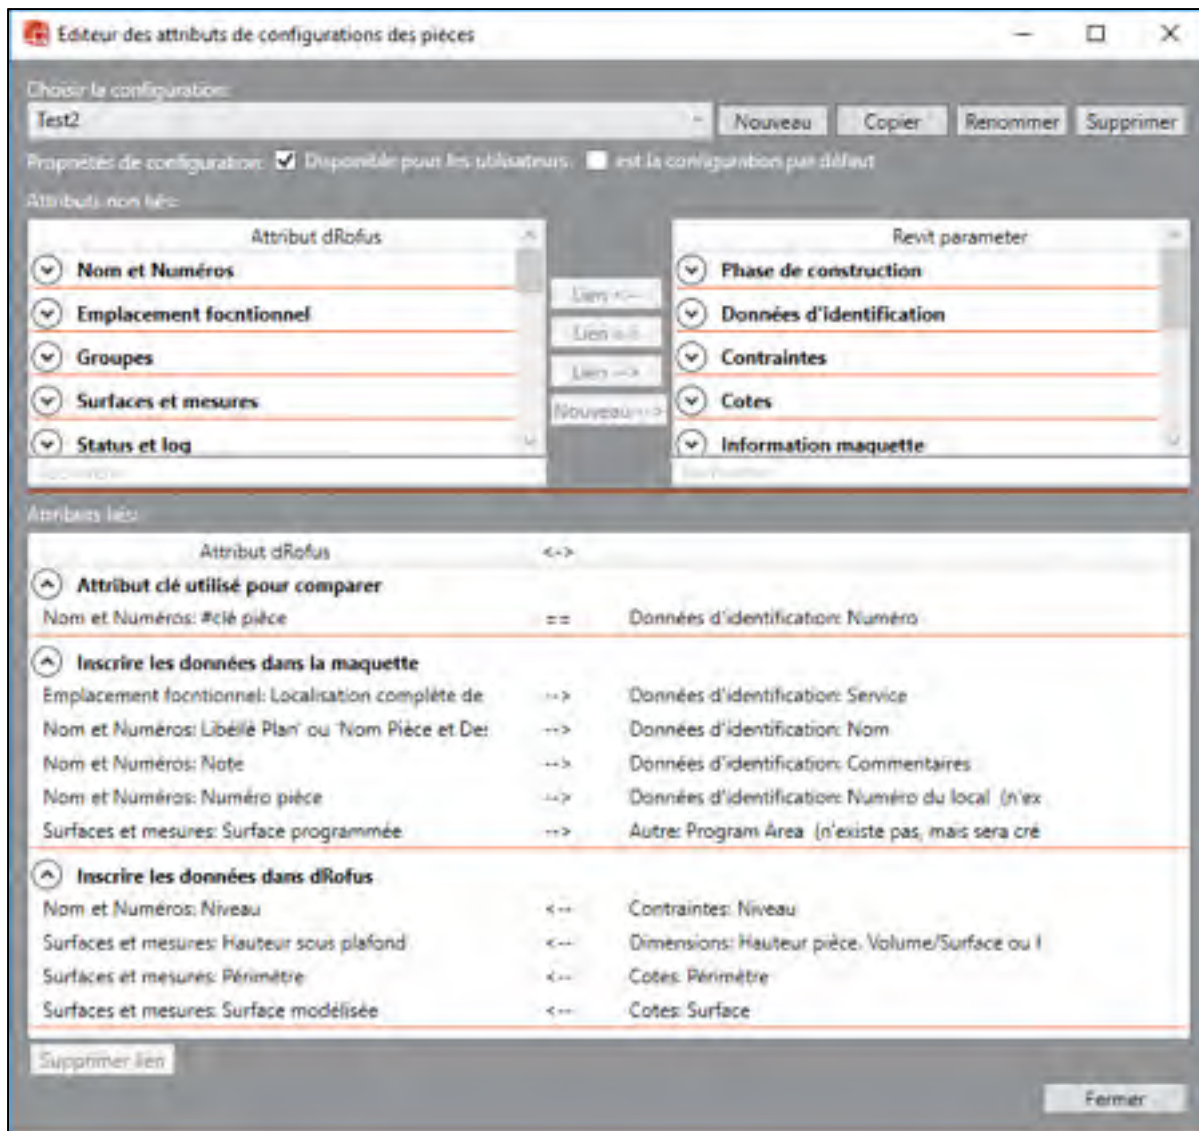 Editeur des attributs de configurations des pièces
Choisir la configuration:
Test2 Nouveau Copier Renommer Supprimer
Propriétés de configuration: Disponible pour les utilisateurs est la configuration par défaut
Attributs non liés:
Attribut dRofus Revit parameter
Nom et Numéros Phase de construction
Lien <--
Emplacement focntionnel Données d'identification
Lien ==
Groupes Contraintes
Lien -->
Surfaces et mesures Cotes
Nouveau-->
Status et log Information maquette
Attributs liés:
Attribut dRofus <->
Attribut clé utilisé pour comparer
Nom et Numéros: #clé pièce == Données d'identification: Numéro
Inscrire les données dans la maquette
Emplacement focntionnel: Localisation complète de --> Données d'identification: Service
Nom et Numéros: Libéllé Plan' ou 'Nom Pièce et Des --> Données d'identification: Nom
Nom et Numéros: Note --> Données d'identification: Commentaires
Nom et Numéros: Numéro pièce --> Données d'identification: Numéro du local (n'ex
Surfaces et mesures: Surface programmée --> Autre: Program Area (n'existe pas, mais sera cré
Inscrire les données dans dRofus
Nom et Numéros: Niveau <-- Contraintes: Niveau
Surfaces et mesures: Hauteur sous plafond <-- Dimensions: Hauteur pièce. Volume/Surface ou
Surfaces et mesures: Périmètre <-- Cotes: Périmètre
Surfaces et mesures: Surface modélisée <-- Cotes: Surface
Supprimer lien
Fermer